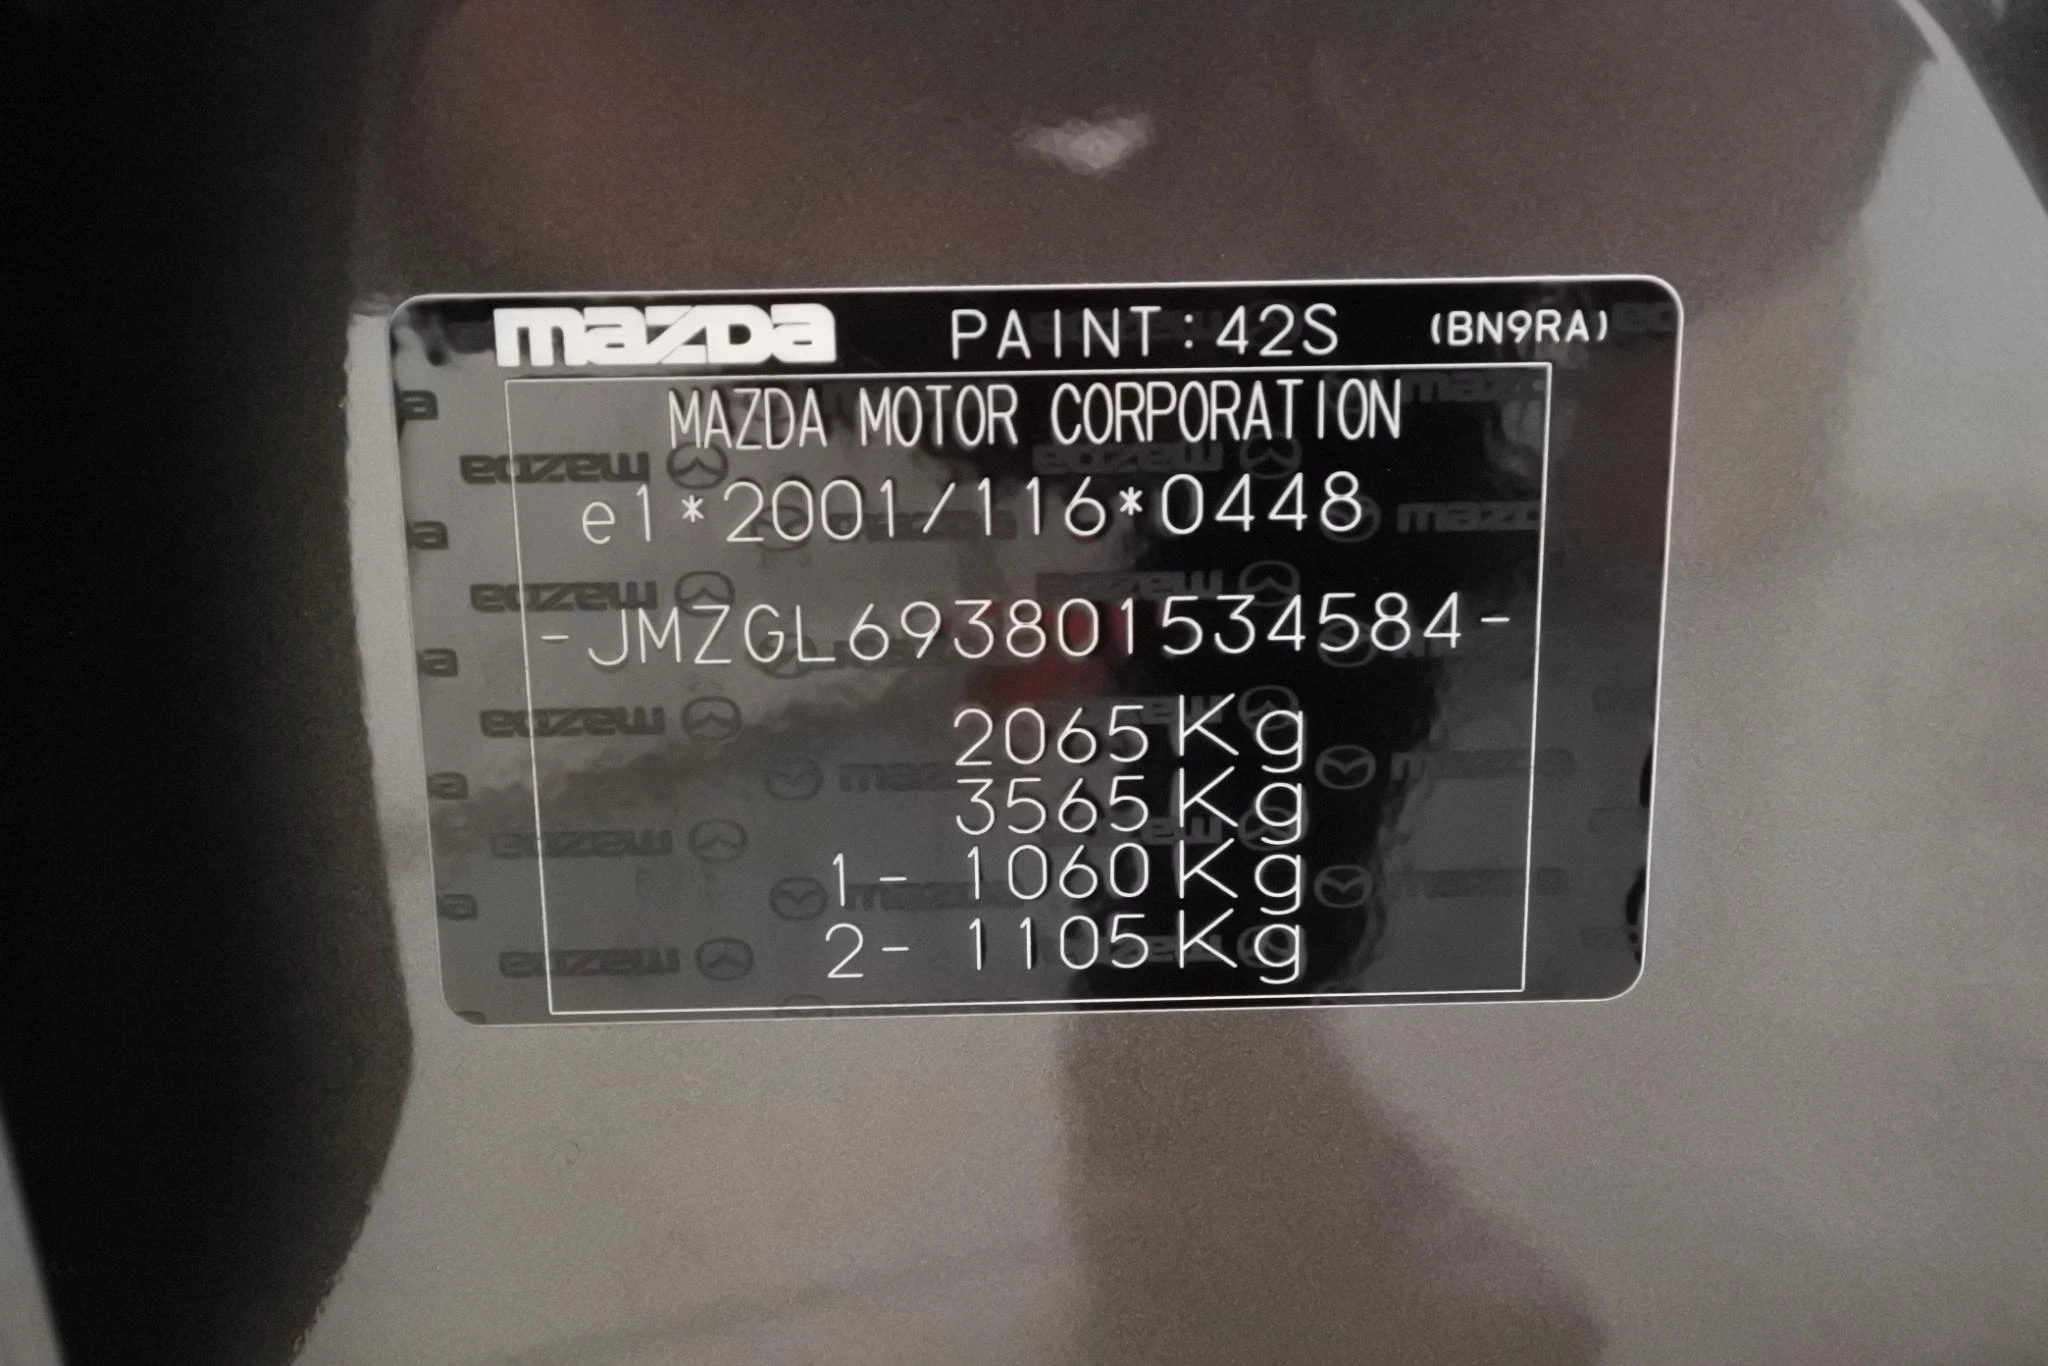 mazda PAINT:42S (BN9RA)
MAZDA MOTOR CORPORATION
e1*2001/116*0448
-JMZGL693801534584-
2065Kg
3565Kg
1- 1060Kg
2- 1105Kg